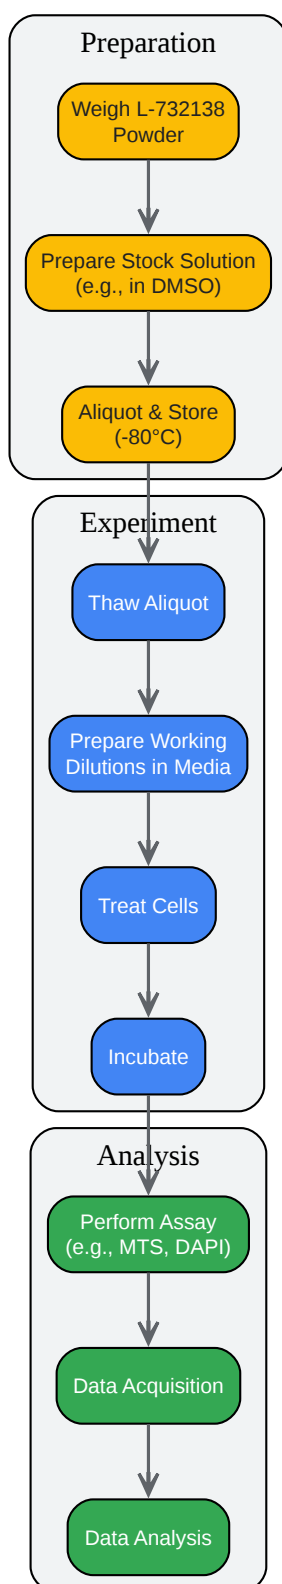 Preparation
Weigh L-732138
Powder
Prepare Stock Solution
(e.g., in DMSO)
Aliquot & Store
(-80°C)
Experiment
Thaw Aliquot
Prepare Working
Dilutions in Media
Treat Cells
Incubate
Analysis
Perform Assay
(e.g., MTS, DAPI)
Data Acquisition
Data Analysis